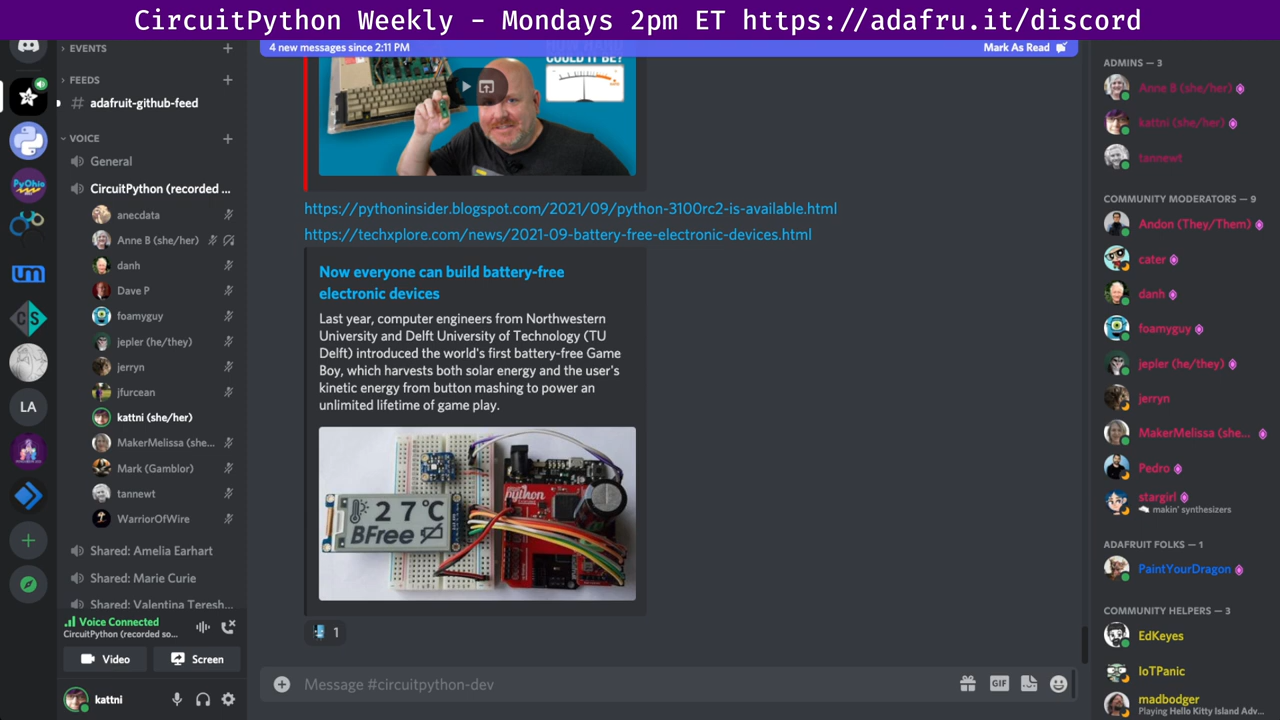 CircuitPython Weekly - Mondays 2pm ET https://adafru.it/discord
EVENTS
FEEDS
# adafruit-github-feed
VOICE
General
CircuitPython (recorded ...
anecdata
Anne B (she/her)
danh
Dave P
foamyguy
jepler (he/they)
jerryn
jfurcean
kattni (she/her)
MakerMelissa (she...
Mark (Gamblor)
tannewt
WarriorOfWire
Shared: Amelia Earhart
Shared: Marie Curie
Shared: Valentina Teresh...
Voice Connected
CircuitPython (recorded so...
Video
Screen
kattni
PyOhio
um
CS
LA
4 new messages since 2:11 PM
Mark As Read
COULD IT BE?
https://pythoninsider.blogspot.com/2021/09/python-3100rc2-is-available.html
https://techxplore.com/news/2021-09-battery-free-electronic-devices.html
Now everyone can build battery-free
electronic devices
Last year, computer engineers from Northwestern
University and Delft University of Technology (TU
Delft) introduced the world's first battery-free Game
Boy, which harvests both solar energy and the user's
kinetic energy from button mashing to power an
unlimited lifetime of game play.
27°C
BFree
python
1
Message #circuitpython-dev
GIF
ADMINS — 3
Anne B (she/her)
kattni (she/her)
tannewt
COMMUNITY MODERATORS — 9
Andon (They/Them)
cater
danh
foamyguy
jepler (he/they)
jerryn
MakerMelissa (she...
Pedro
stargirl
makin' synthesizers
ADAFRUIT FOLKS — 1
PaintYourDragon
COMMUNITY HELPERS — 3
EdKeyes
IoTPanic
madbodger
Playing Hello Kitty Island Adv...